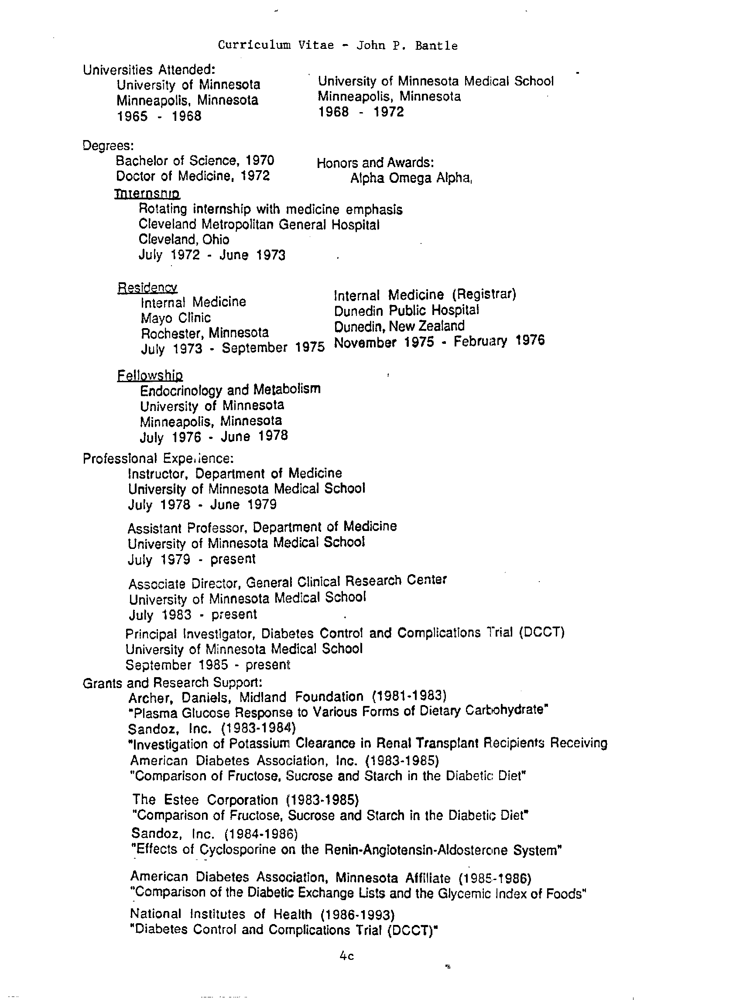 Curriculum Vitae - John P. Bantle
Universities Attended:
University of Minnesota
Minneapolis, Minnesota
1965 - 1968
University of Minnesota Medical School
Minneapolis, Minnesota
1968 - 1972
Degrees:
Bachelor of Science, 1970
Doctor of Medicine, 1972
Honors and Awards:
Alpha Omega Alpha,
Internship
Rotating internship with medicine emphasis
Cleveland Metropolitan General Hospital
Cleveland, Ohio
July 1972 - June 1973
Residency
Internal Medicine
Mayo Clinic
Rochester, Minnesota
July 1973 - September 1975
Internal Medicine (Registrar)
Dunedin Public Hospital
Dunedin, New Zealand
November 1975 - February 1976
Fellowship
Endocrinology and Metabolism
University of Minnesota
Minneapolis, Minnesota
July 1976 - June 1978
Professional Experience:
Instructor, Department of Medicine
University of Minnesota Medical School
July 1978 - June 1979
Assistant Professor, Department of Medicine
University of Minnesota Medical School
July 1979 - present
Associate Director, General Clinical Research Center
University of Minnesota Medical School
July 1983 - present
Principal Investigator, Diabetes Control and Complications Trial (DCCT)
University of Minnesota Medical School
September 1985 - present
Grants and Research Support:
Archer, Daniels, Midland Foundation (1981-1983)
"Plasma Glucose Response to Various Forms of Dietary Carbohydrate"
Sandoz, Inc. (1983-1984)
"Investigation of Potassium Clearance in Renal Transplant Recipients Receiving
American Diabetes Association, Inc. (1983-1985)
"Comparison of Fructose, Sucrose and Starch in the Diabetic Diet"
The Estee Corporation (1983-1985)
"Comparison of Fructose, Sucrose and Starch in the Diabetic Diet"
Sandoz, Inc. (1984-1986)
"Effects of Cyclosporine on the Renin-Angiotensin-Aldosterone System"
American Diabetes Association, Minnesota Affiliate (1985-1986)
"Comparison of the Diabetic Exchange Lists and the Glycemic Index of Foods"
National Institutes of Health (1986-1993)
"Diabetes Control and Complications Trial (DCCT)"
4c